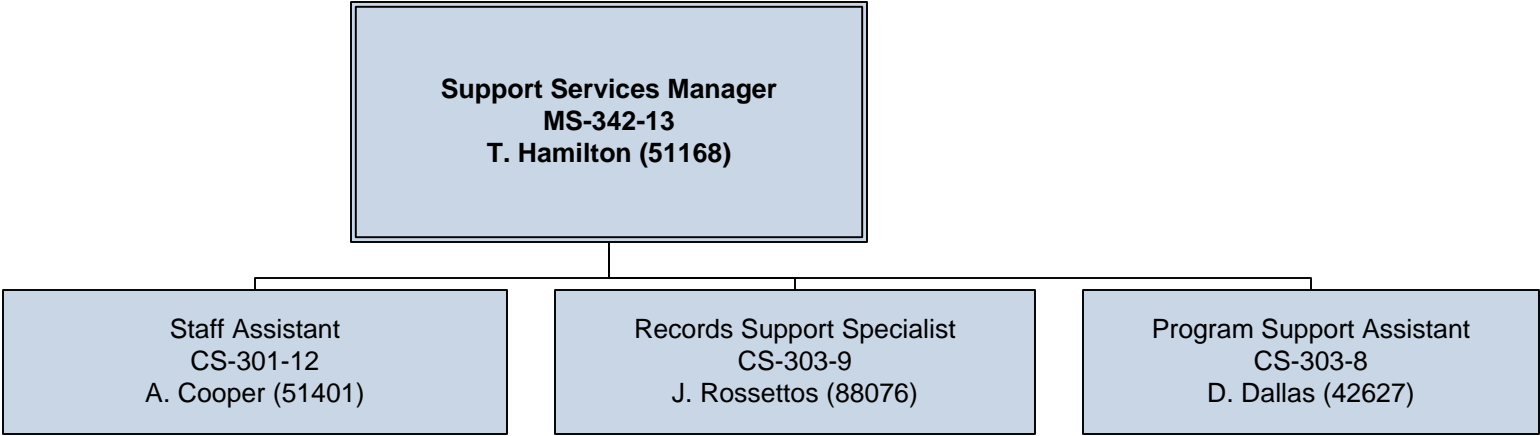 Support Services Manager
MS-342-13
T. Hamilton (51168)
Staff Assistant
CS-301-12
A. Cooper (51401)
Records Support Specialist
CS-303-9
J. Rossettos (88076)
Program Support Assistant
CS-303-8
D. Dallas (42627)